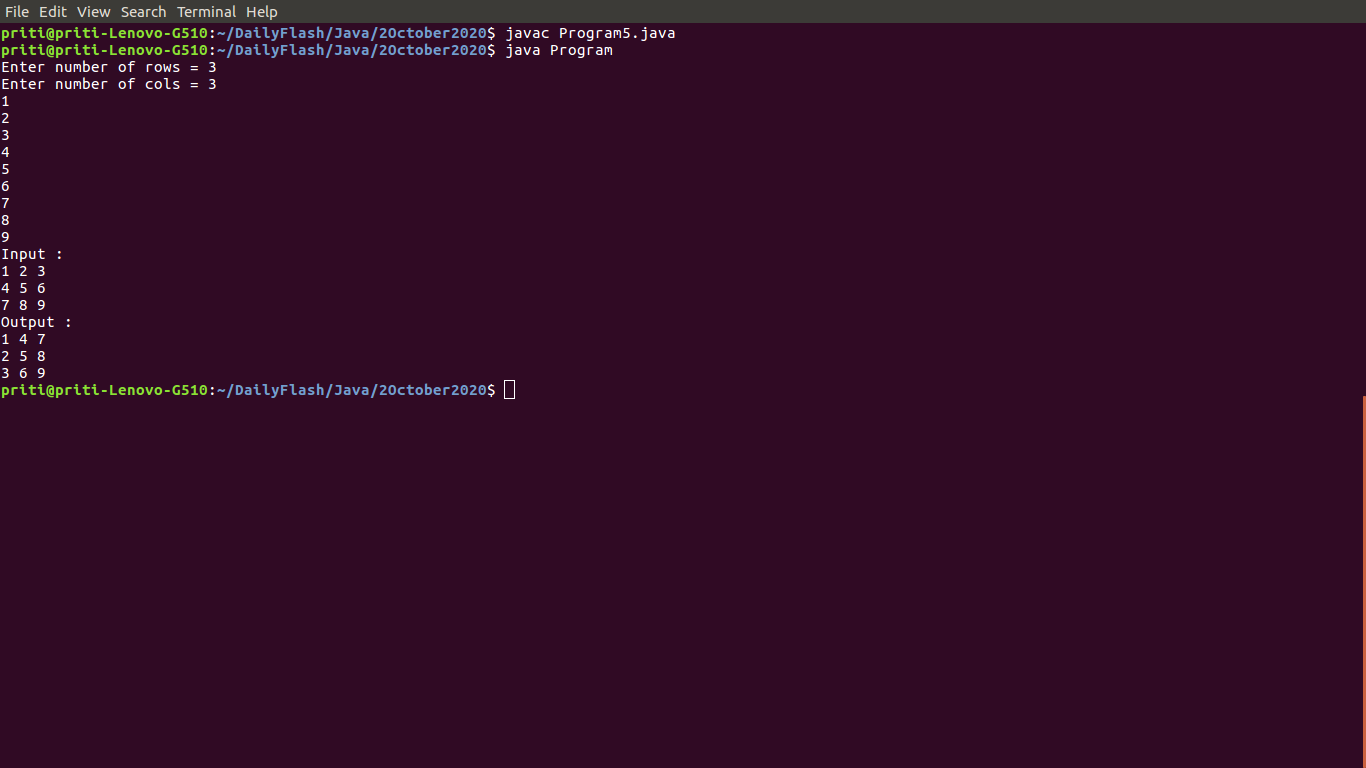 File Edit View Search Terminal Help
priti@priti-Lenovo-G510:~/DailyFlash/Java/2October2020$ javac Program5.java
priti@priti-Lenovo-G510:~/DailyFlash/Java/2October2020$ java Program
Enter number of rows = 3
Enter number of cols = 3
1
2
3
4
5
6
7
8
9
Input :
1 2 3
4 5 6
7 8 9
Output :
1 4 7
2 5 8
3 6 9
priti@priti-Lenovo-G510:~/DailyFlash/Java/2October2020$